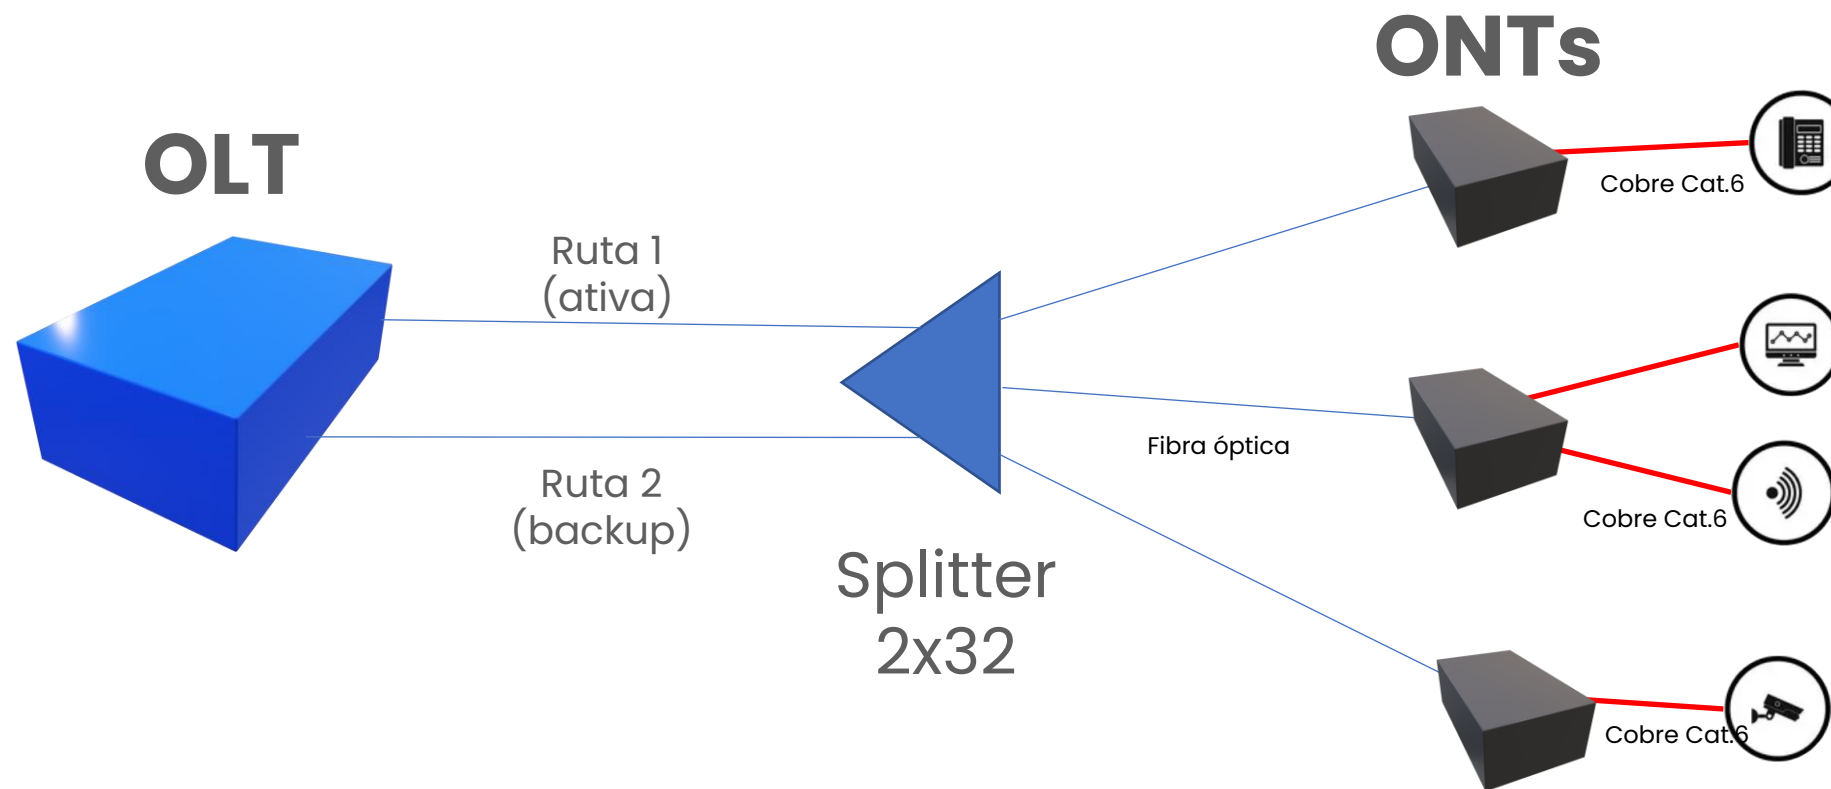 ONTs
OLT
Cobre Cat.6
Ruta 1
(ativa)
Fibra óptica
Ruta 2
(backup)
Cobre Cat.6
Splitter
2x32
Cobre Cat.6